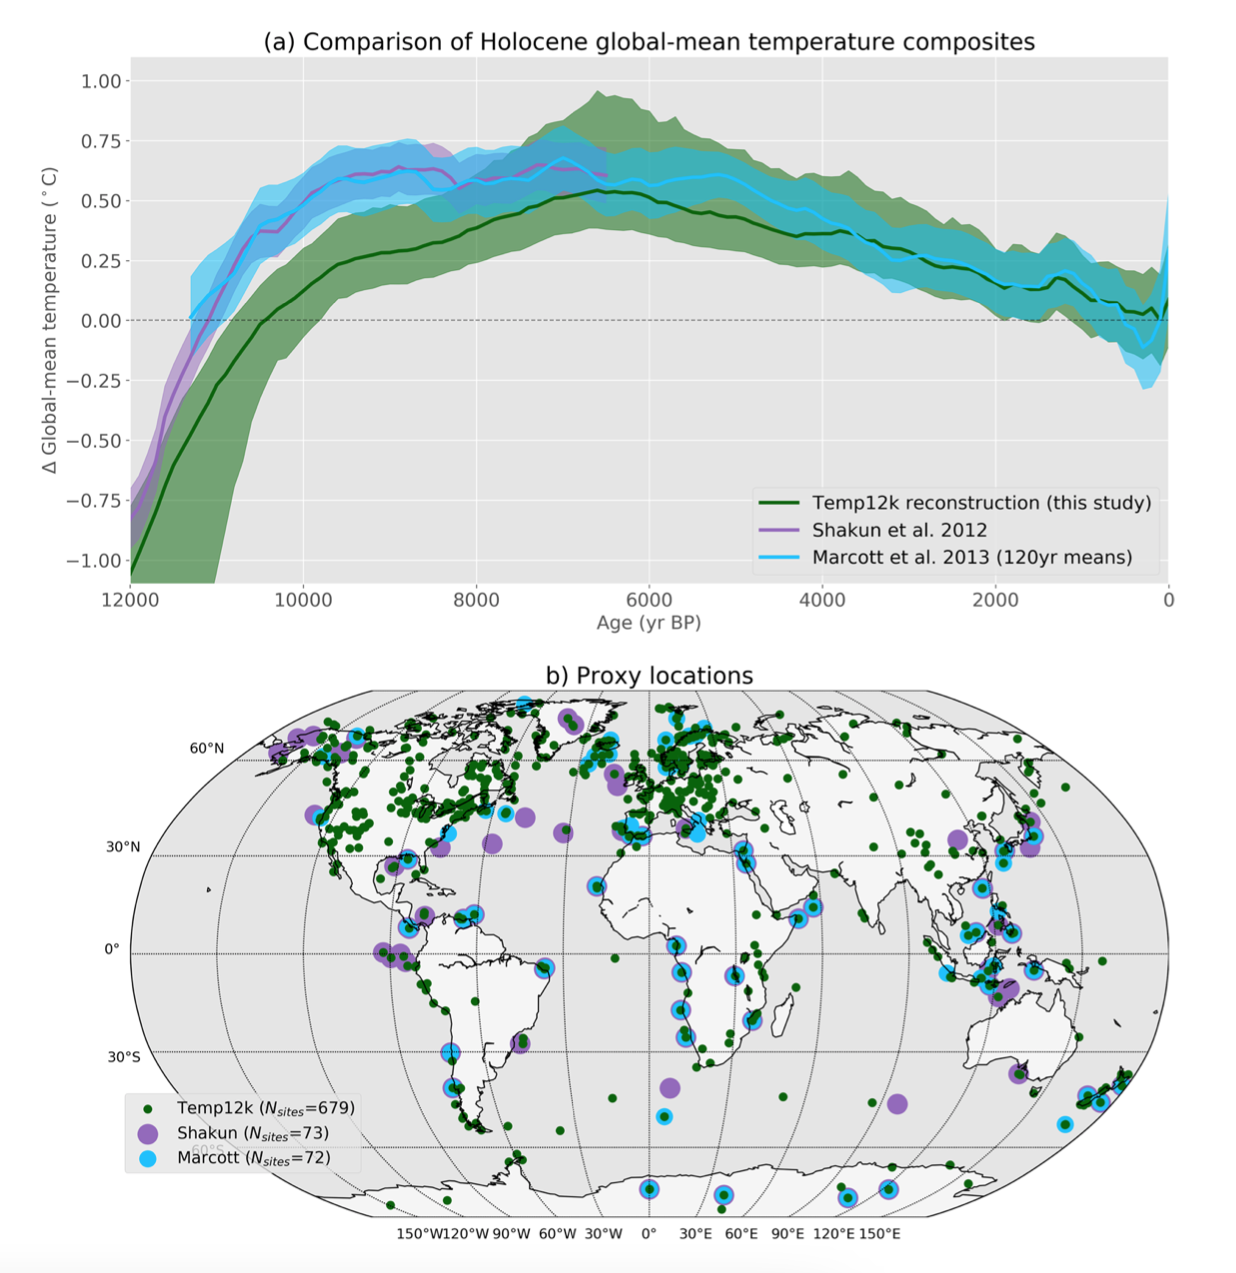 (a) Comparison of Holocene global-mean temperature composites
1.00
0.75
0.50
0.25
0.00
−0.25
−0.50
−0.75
−1.00
Δ Global-mean temperature (°C)
Temp12k reconstruction (this study)
Shakun et al. 2012
Marcott et al. 2013 (120yr means)
12000 10000 8000 6000 4000 2000 0
Age (yr BP)
b) Proxy locations
60°N
30°N
0°
30°S
60°S
Temp12k (Nsites=679)
Shakun (Nsites=73)
Marcott (Nsites=72)
150°W 120°W 90°W 60°W 30°W 0° 30°E 60°E 90°E 120°E 150°E